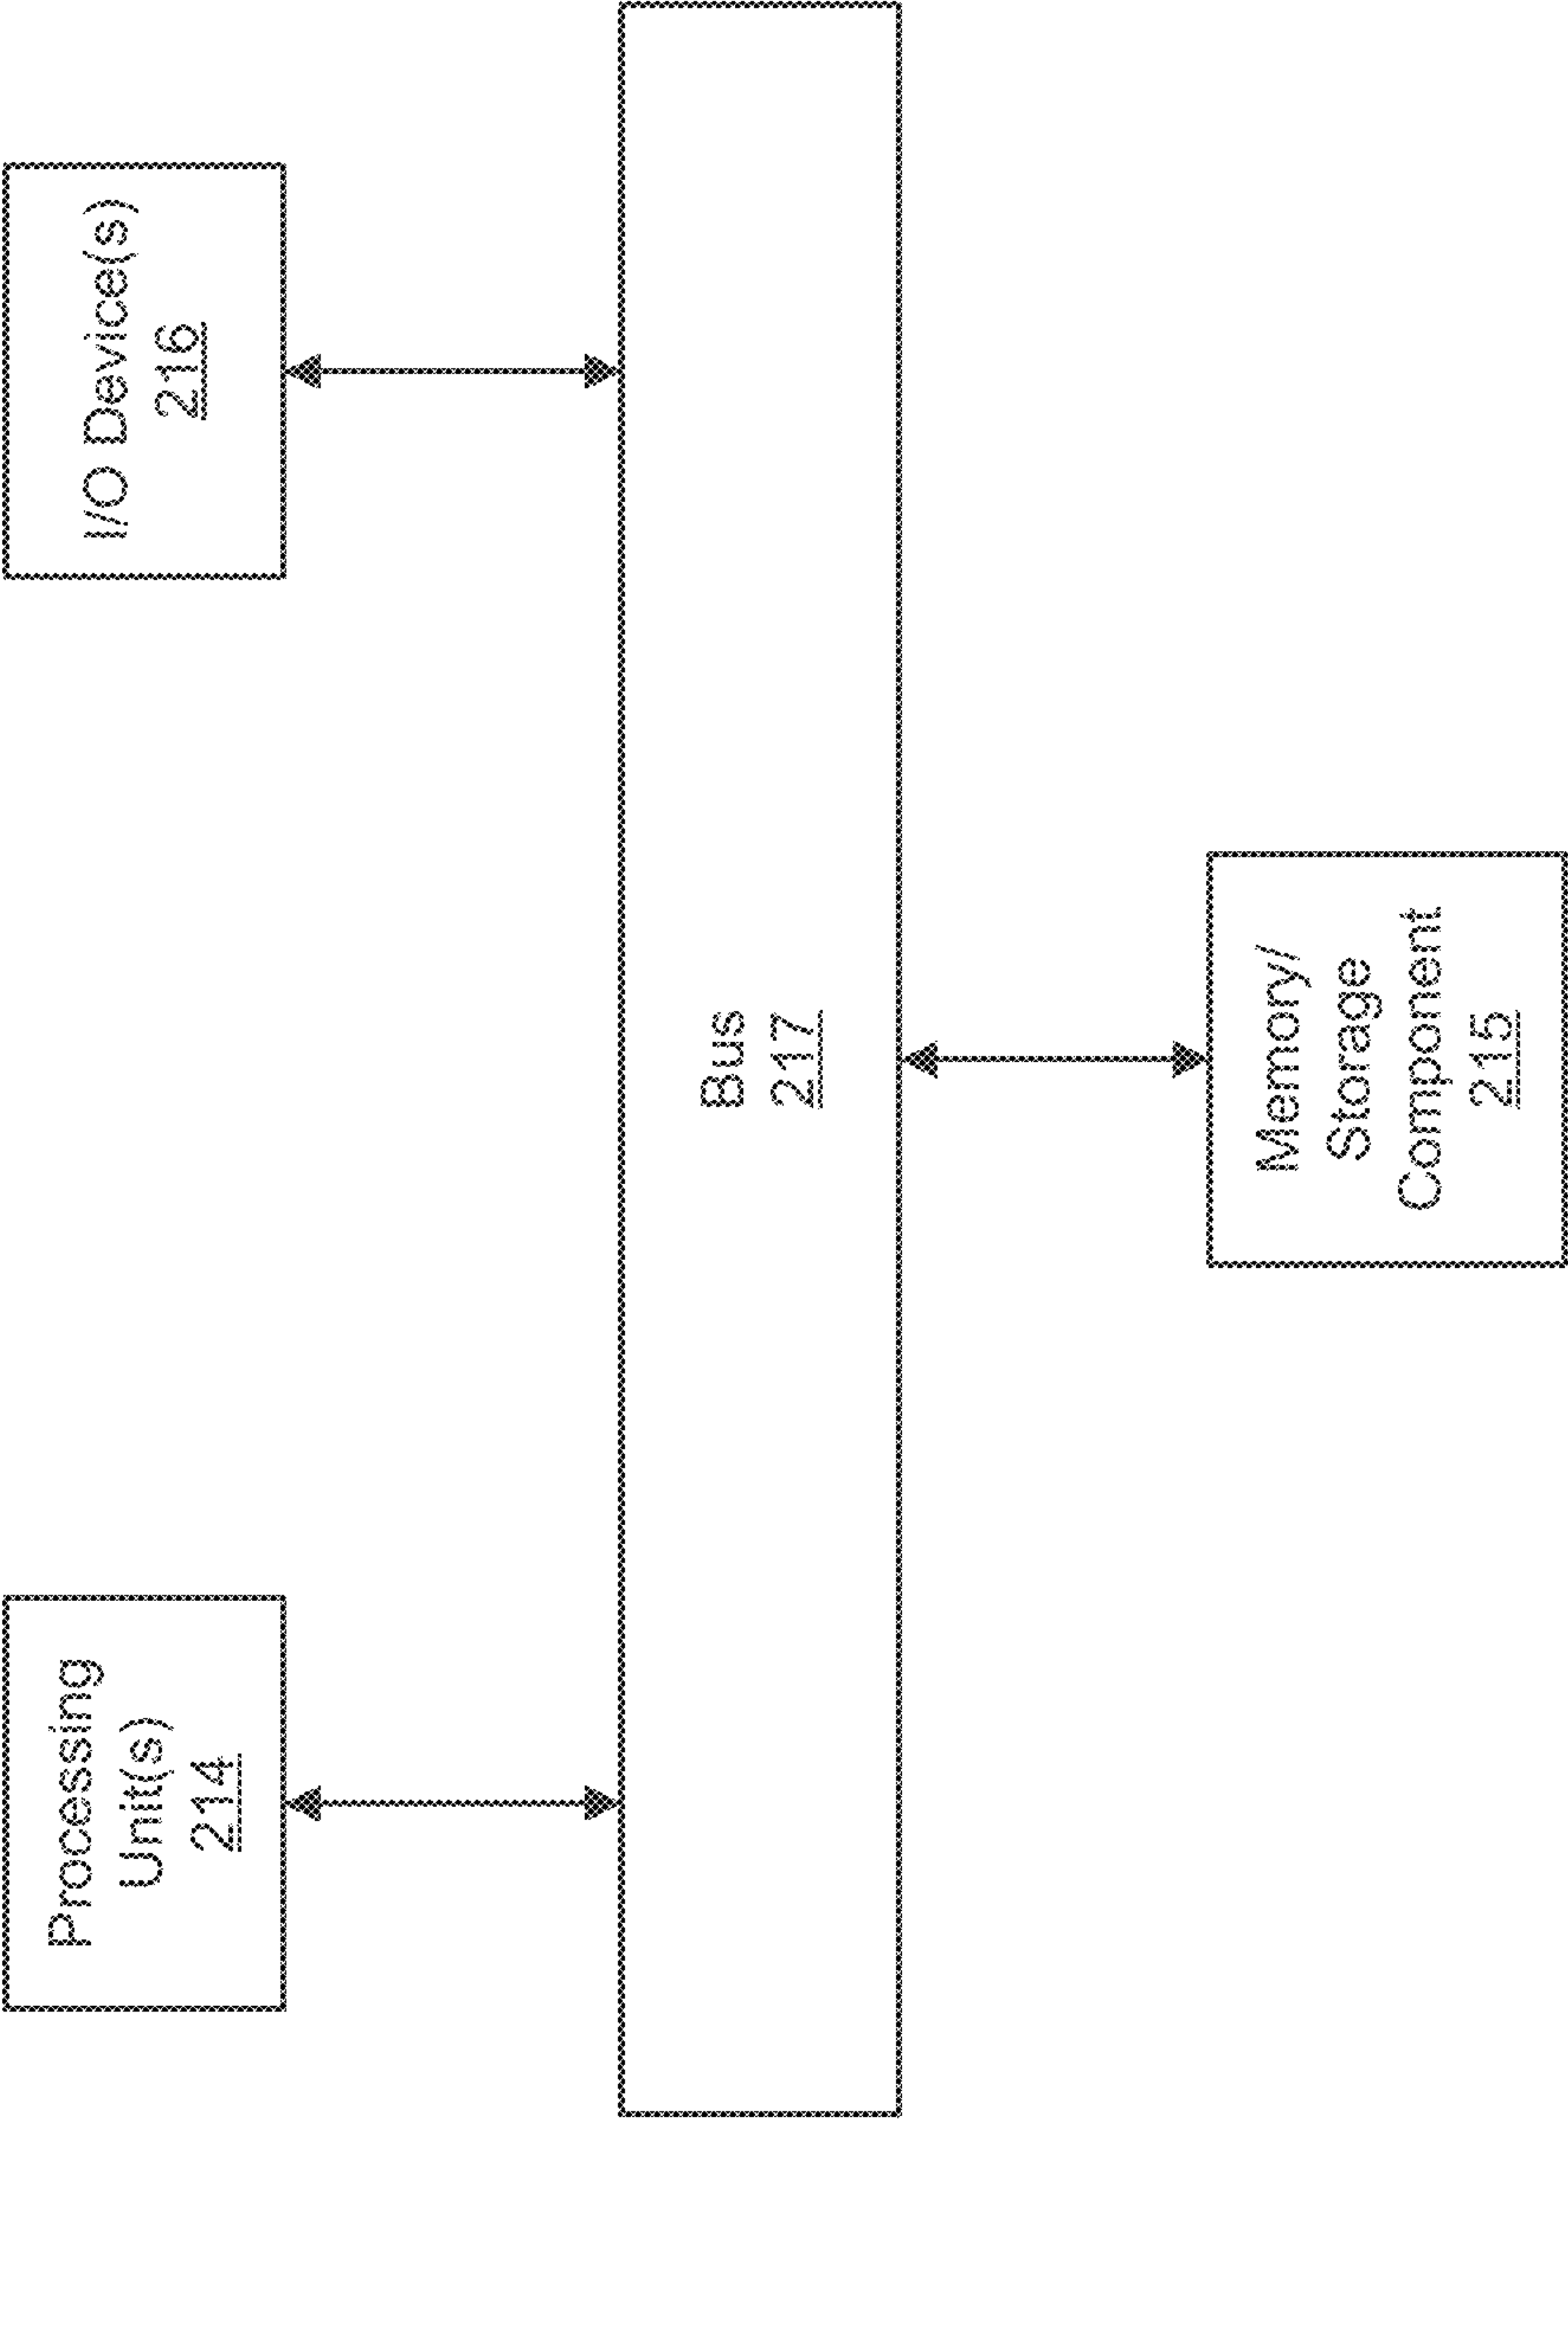 Processing
Unit(s)
214
I/O Device(s)
216
Bus
217
Memory/
Storage
Component
215